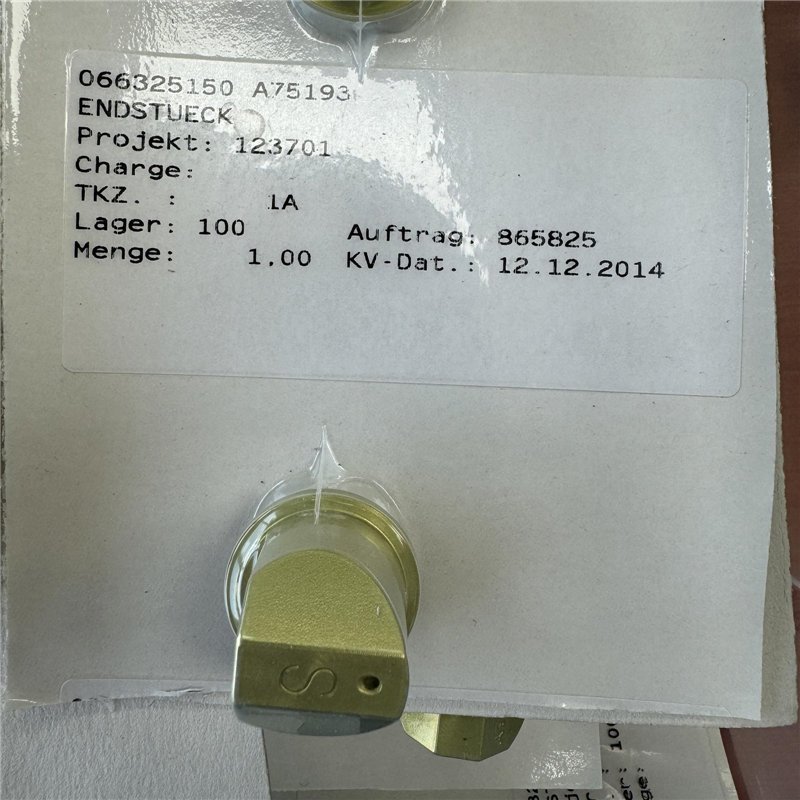 066325150 A75193
ENDSTUECK
Projekt: 123701
Charge:
TKZ. : 1A
Lager: 100 Auftrag: 865825
Menge: 1.00 KV-Dat.: 12.12.2014
S